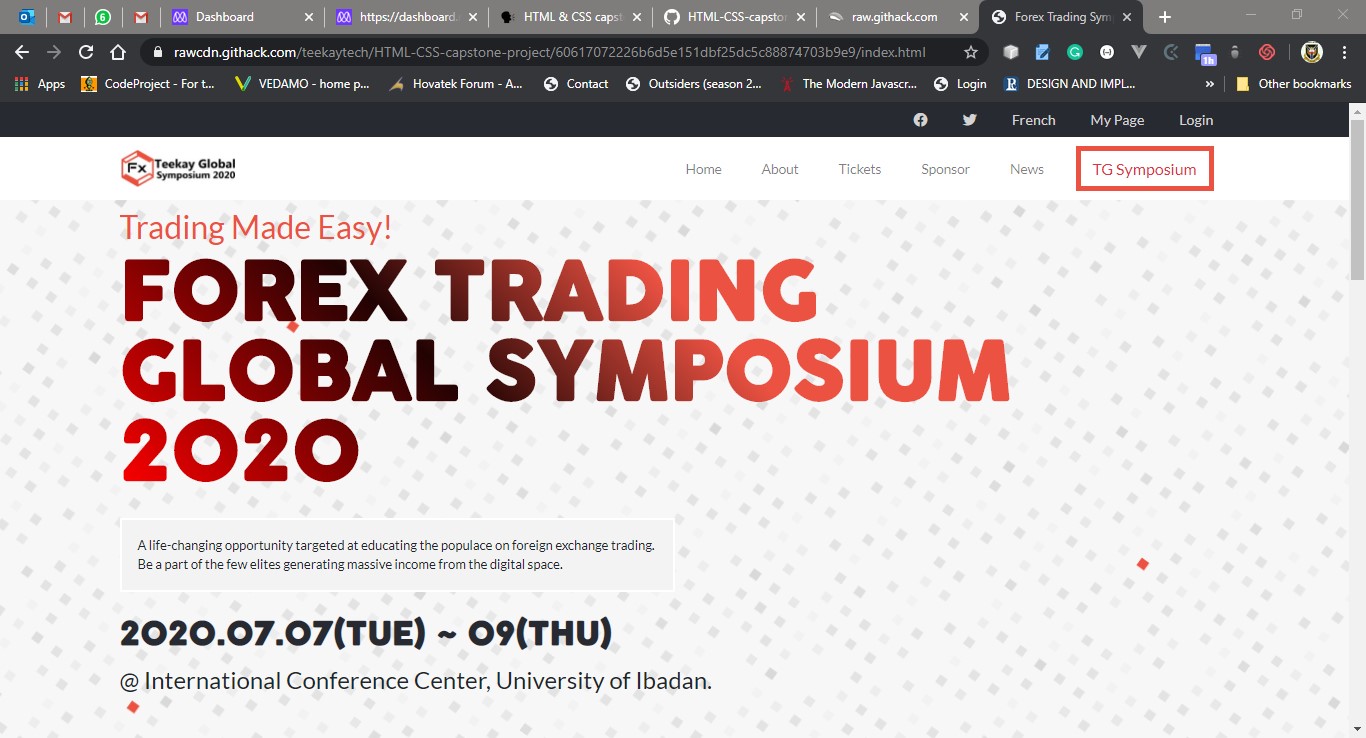 Dashboard
https://dashboard.
HTML & CSS caps
HTML-CSS-capstor
raw.githack.com
Forex Trading Sym
6
rawcdn.githack.com/teekaytech/HTML-CSS-capstone-project/60617072226b6d5e151dbf25dc5c88874703b9e9/index.html
1h
Apps
CodeProject - For t...
VEDAMO - home p...
Hovatek Forum - A...
Contact
Outsiders (season 2...
The Modern Javascr...
Login
DESIGN AND IMPL...
»
Other bookmarks
French
My Page
Login
Fx
Teekay Global
Symposium 2020
Home
About
Tickets
Sponsor
News
TG Symposium
Trading Made Easy!
FOREX TRADING
GLOBAL SYMPOSIUM
2020
A life-changing opportunity targeted at educating the populace on foreign exchange trading.
Be a part of the few elites generating massive income from the digital space.
2020.07.07(TUE) ~ 09(THU)
@ International Conference Center, University of Ibadan.